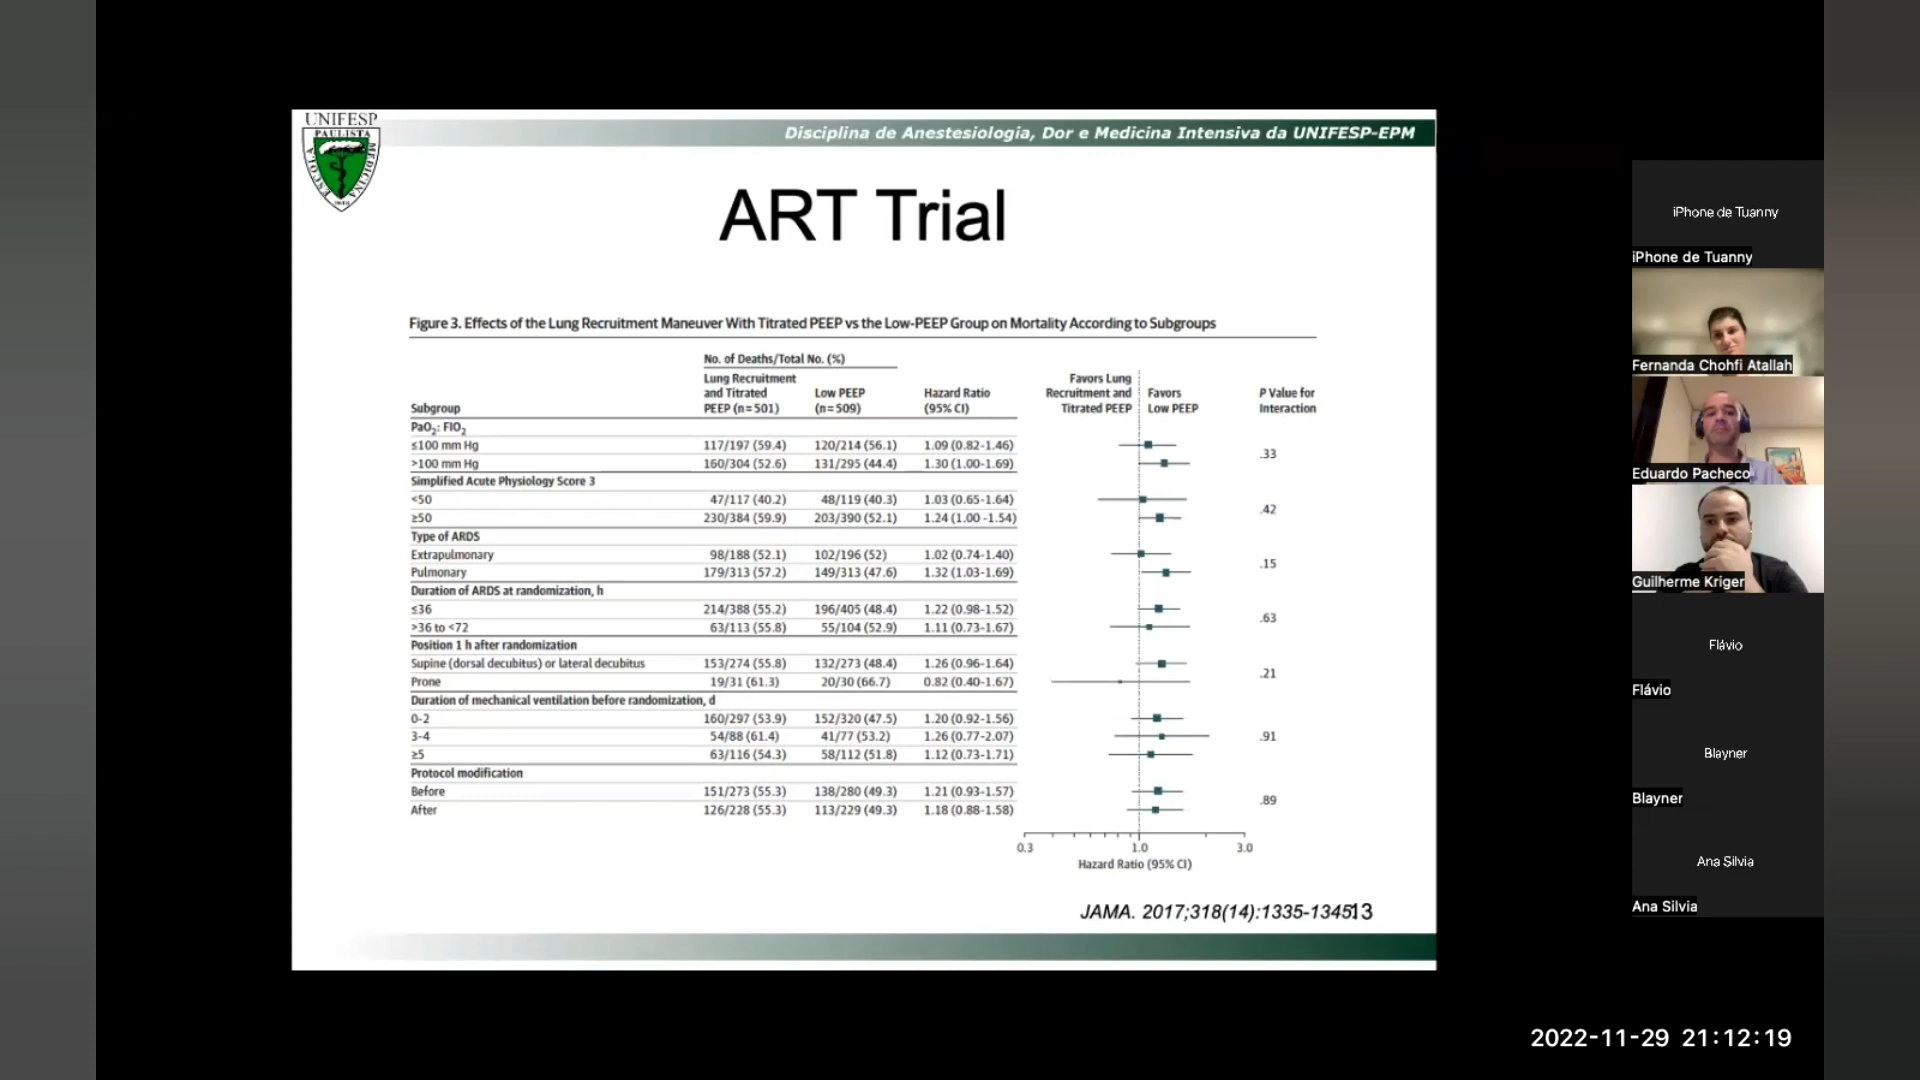 UNIFESP
PAULISTA
ESCOLA
MEDICINA
Disciplina de Anestesiologia, Dor e Medicina Intensiva da UNIFESP-EPM
ART Trial
Figure 3. Effects of the Lung Recruitment Maneuver With Titrated PEEP vs the Low-PEEP Group on Mortality According to Subgroups
No. of Deaths/Total No. (%)
Subgroup
Lung Recruitment
and Titrated
PEEP (n=501)
Low PEEP
(n=509)
Hazard Ratio
(95% CI)
Favors Lung
Recruitment and
Titrated PEEP
Favors
Low PEEP
P Value for
Interaction
PaO2: FIO2
≤100 mm Hg 117/197 (59.4) 120/214 (56.1) 1.09 (0.82-1.46)
>100 mm Hg 160/304 (52.6) 131/295 (44.4) 1.30 (1.00-1.69)
.33
Simplified Acute Physiology Score 3
<50 47/117 (40.2) 48/119 (40.3) 1.03 (0.65-1.64)
≥50 230/384 (59.9) 203/390 (52.1) 1.24 (1.00 -1.54)
.42
Type of ARDS
Extrapulmonary 98/188 (52.1) 102/196 (52) 1.02 (0.74-1.40)
Pulmonary 179/313 (57.2) 149/313 (47.6) 1.32 (1.03-1.69)
.15
Duration of ARDS at randomization, h
≤36 214/388 (55.2) 196/405 (48.4) 1.22 (0.98-1.52)
>36 to <72 63/113 (55.8) 55/104 (52.9) 1.11 (0.73-1.67)
.63
Position 1 h after randomization
Supine (dorsal decubitus) or lateral decubitus 153/274 (55.8) 132/273 (48.4) 1.26 (0.96-1.64)
Prone 19/31 (61.3) 20/30 (66.7) 0.82 (0.40-1.67)
.21
Duration of mechanical ventilation before randomization, d
0-2 160/297 (53.9) 152/320 (47.5) 1.20 (0.92-1.56)
3-4 54/88 (61.4) 41/77 (53.2) 1.26 (0.77-2.07)
.91
≥5 63/116 (54.3) 58/112 (51.8) 1.12 (0.73-1.71)
Protocol modification
Before 151/273 (55.3) 138/280 (49.3) 1.21 (0.93-1.57)
After 126/228 (55.3) 113/229 (49.3) 1.18 (0.88-1.58)
.89
0.3 1.0 3.0
Hazard Ratio (95% CI)
JAMA. 2017;318(14):1335-1345
13
iPhone de Tuanny
iPhone de Tuanny
Fernanda Chohfi Atallah
Eduardo Pacheco
Guilherme Kriger
Flávio
Flávio
Blayner
Blayner
Ana Silvia
Ana Silvia
2022-11-29 21:12:19